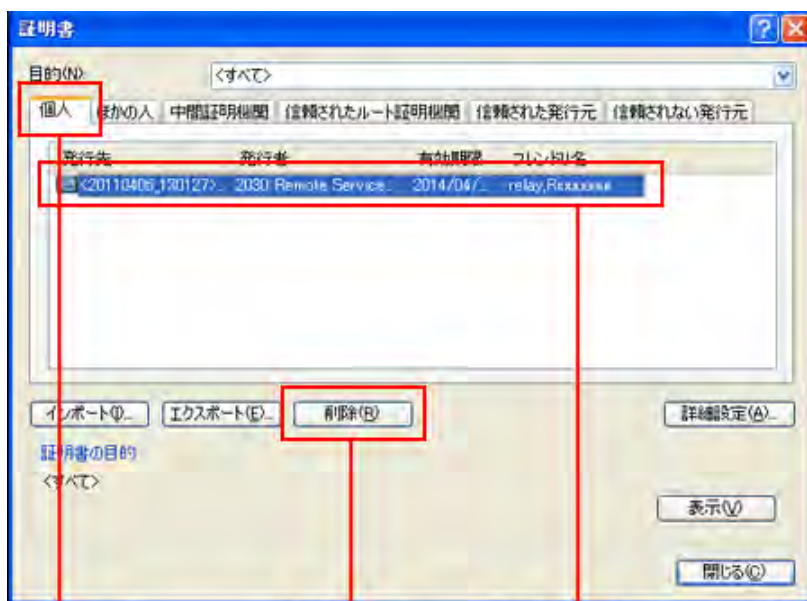 証明書
目的(N): <すべて>
個人 ほかの人 中間証明機関 信頼されたルート証明機関 信頼された発行元 信頼されない発行元
発行先 発行者 有効期限 フレンドリ名
<20110406_130127>... 2030 Remote Service... 2014/04/... relay,Rxxxxxxx
インポート(I)... エクスポート(E)... 削除(R) 詳細設定(A)...
証明書の目的
<すべて>
表示(V)
閉じる(C)